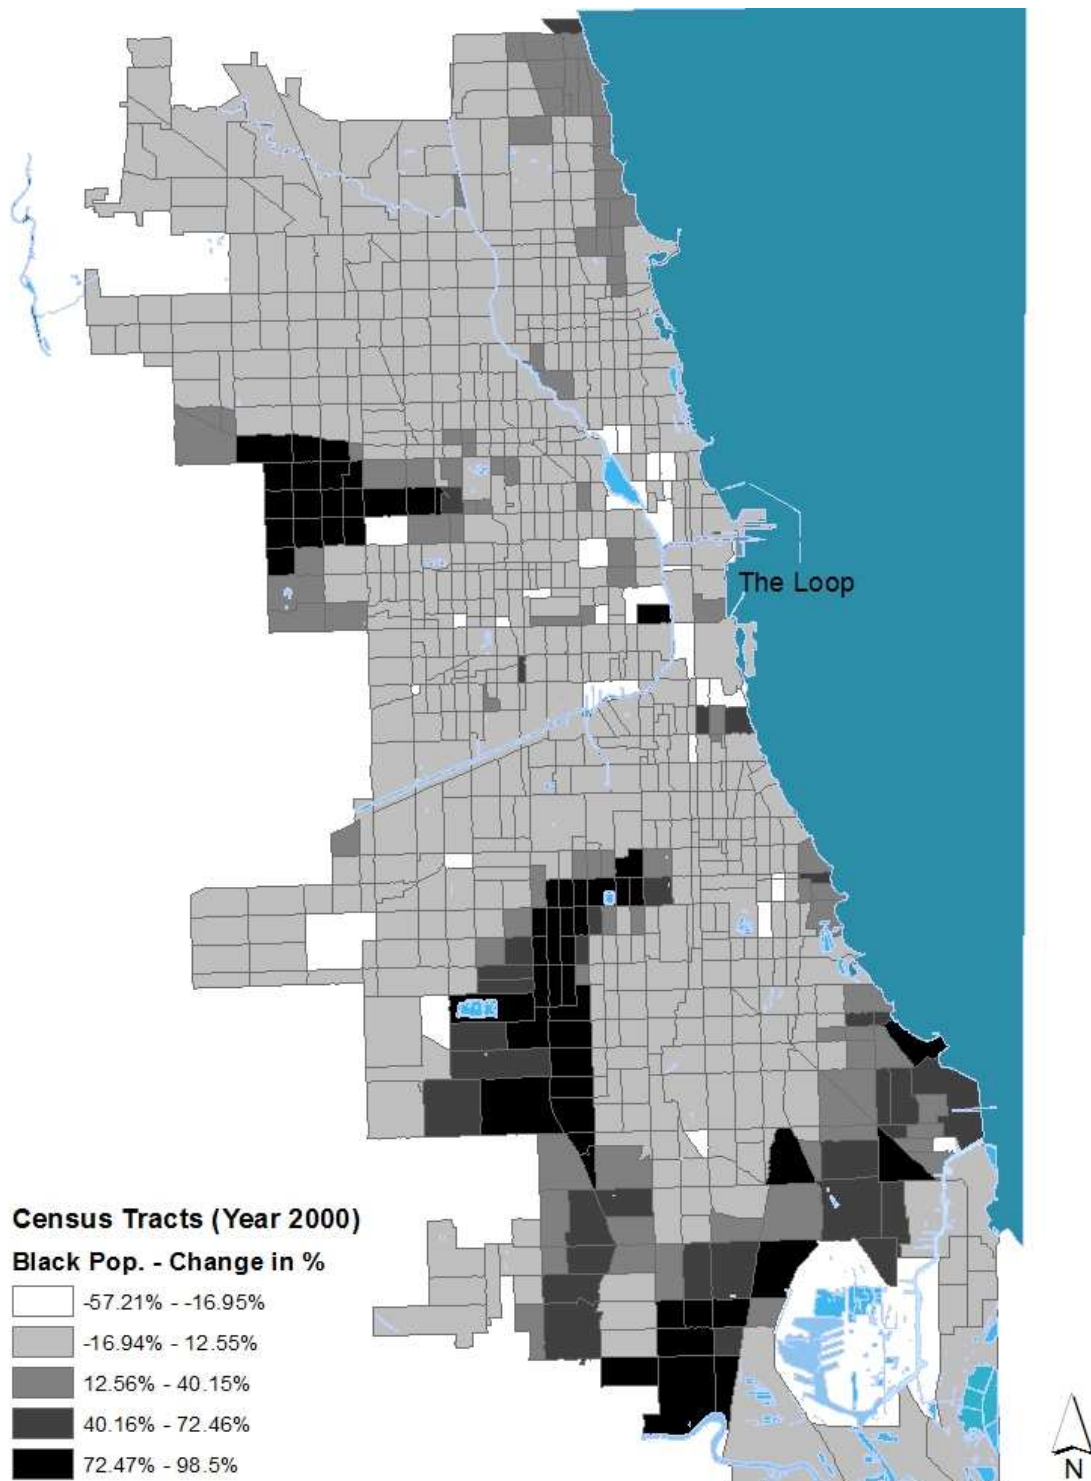 The Loop
Census Tracts (Year 2000)
Black Pop. - Change in %
-57.21% - -16.95%
-16.94% - 12.55%
12.56% - 40.15%
40.16% - 72.46%
72.47% - 98.5%
N